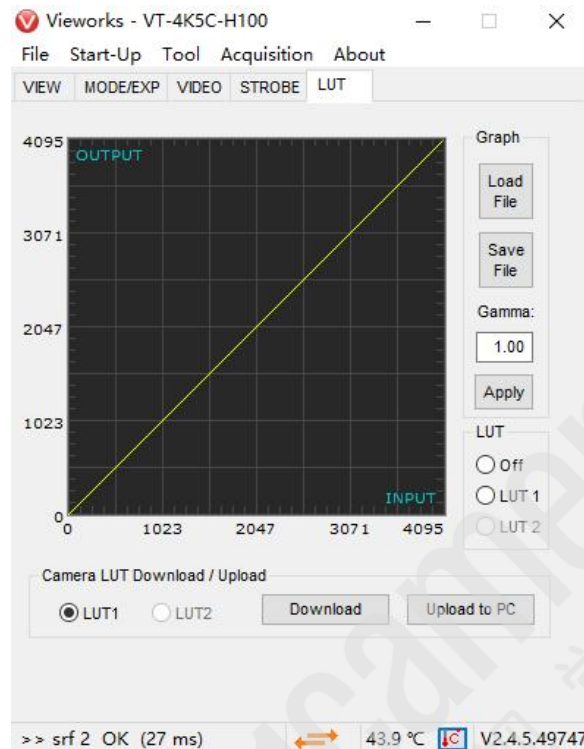 Vieworks - VT-4K5C-H100
File Start-Up Tool Acquisition About
VIEW MODE/EXP VIDEO STROBE LUT
4095
OUTPUT
3071
2047
1023
0
INPUT
0 1023 2047 3071 4095
Graph
Load
File
Save
File
Gamma:
1.00
Apply
LUT
Off
LUT 1
LUT 2
Camera LUT Download / Upload
LUT1 LUT2 Download Upload to PC
>> srf 2 OK (27 ms) 43.9 °C V2.4.5.49747